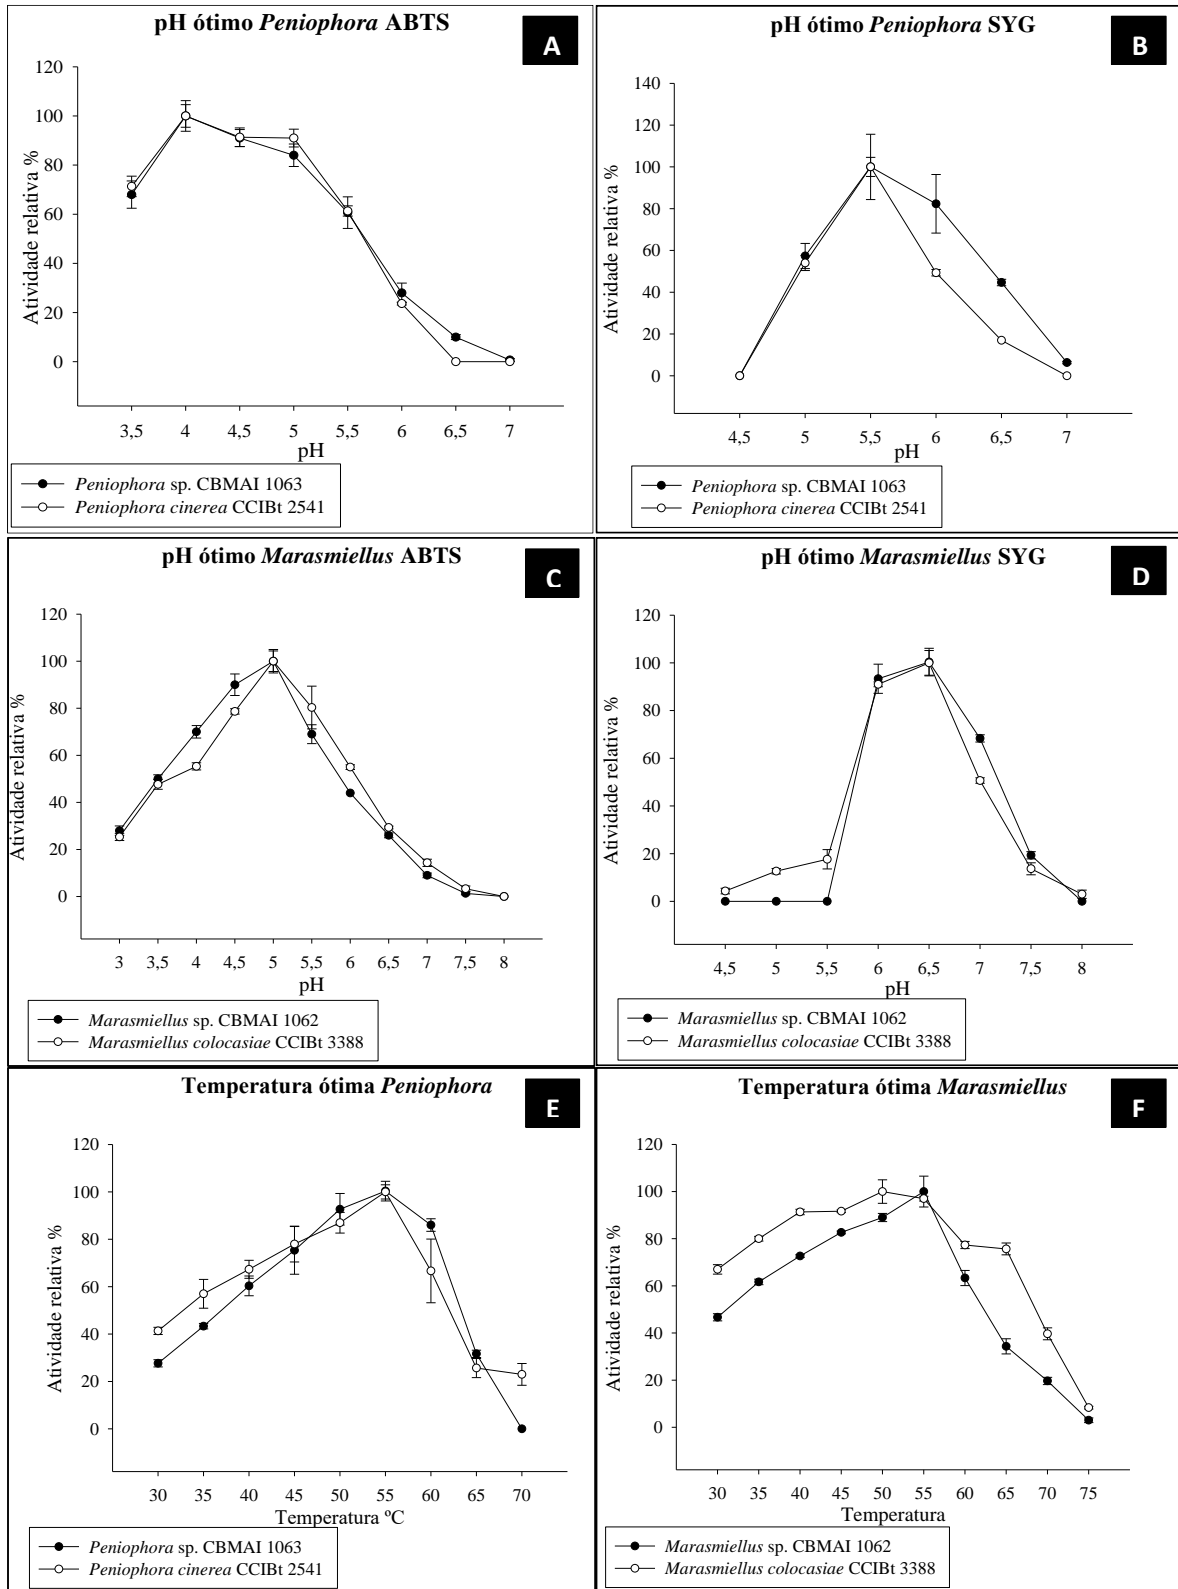 pH ótimo Peniophora ABTS
A
120
100
80
60
40
20
0
Atividade relativa %
3,5 4 4,5 5 5,5 6 6,5 7
pH
Peniophora sp. CBMAI 1063
Peniophora cinerea CCIBt 2541
pH ótimo Peniophora SYG
B
140
120
100
80
60
40
20
0
Atividade relativa %
4,5 5 5,5 6 6,5 7
pH
Peniophora sp. CBMAI 1063
Peniophora cinerea CCIBt 2541
pH ótimo Marasmiellus ABTS
C
120
100
80
60
40
20
0
Atividade relativa %
3 3,5 4 4,5 5 5,5 6 6,5 7 7,5 8
pH
Marasmiellus sp. CBMAI 1062
Marasmiellus colocasiae CCIBt 3388
pH ótimo Marasmiellus SYG
D
120
100
80
60
40
20
0
Atividade relativa %
4,5 5 5,5 6 6,5 7 7,5 8
pH
Marasmiellus sp. CBMAI 1062
Marasmiellus colocasiae CCIBt 3388
Temperatura ótima Peniophora
E
120
100
80
60
40
20
0
Atividade relativa %
30 35 40 45 50 55 60 65 70
Temperatura ºC
Peniophora sp. CBMAI 1063
Peniophora cinerea CCIBt 2541
Temperatura ótima Marasmiellus
F
120
100
80
60
40
20
0
Atividade relativa %
30 35 40 45 50 55 60 65 70 75
Temperatura
Marasmiellus sp. CBMAI 1062
Marasmiellus colocasiae CCIBt 3388